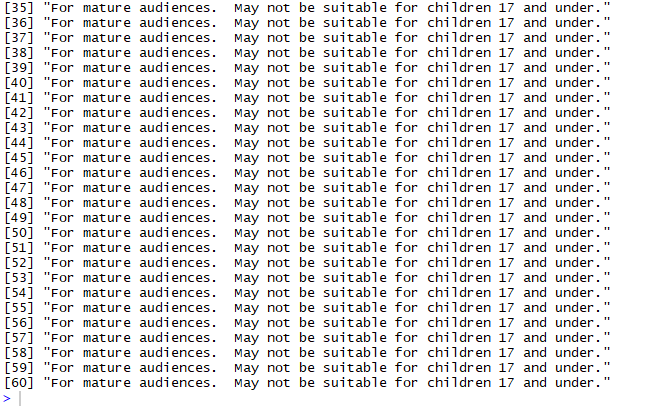 [35] "For mature audiences.  May not be suitable for children 17 and under."
[36] "For mature audiences.  May not be suitable for children 17 and under."
[37] "For mature audiences.  May not be suitable for children 17 and under."
[38] "For mature audiences.  May not be suitable for children 17 and under."
[39] "For mature audiences.  May not be suitable for children 17 and under."
[40] "For mature audiences.  May not be suitable for children 17 and under."
[41] "For mature audiences.  May not be suitable for children 17 and under."
[42] "For mature audiences.  May not be suitable for children 17 and under."
[43] "For mature audiences.  May not be suitable for children 17 and under."
[44] "For mature audiences.  May not be suitable for children 17 and under."
[45] "For mature audiences.  May not be suitable for children 17 and under."
[46] "For mature audiences.  May not be suitable for children 17 and under."
[47] "For mature audiences.  May not be suitable for children 17 and under."
[48] "For mature audiences.  May not be suitable for children 17 and under."
[49] "For mature audiences.  May not be suitable for children 17 and under."
[50] "For mature audiences.  May not be suitable for children 17 and under."
[51] "For mature audiences.  May not be suitable for children 17 and under."
[52] "For mature audiences.  May not be suitable for children 17 and under."
[53] "For mature audiences.  May not be suitable for children 17 and under."
[54] "For mature audiences.  May not be suitable for children 17 and under."
[55] "For mature audiences.  May not be suitable for children 17 and under."
[56] "For mature audiences.  May not be suitable for children 17 and under."
[57] "For mature audiences.  May not be suitable for children 17 and under."
[58] "For mature audiences.  May not be suitable for children 17 and under."
[59] "For mature audiences.  May not be suitable for children 17 and under."
[60] "For mature audiences.  May not be suitable for children 17 and under."
>